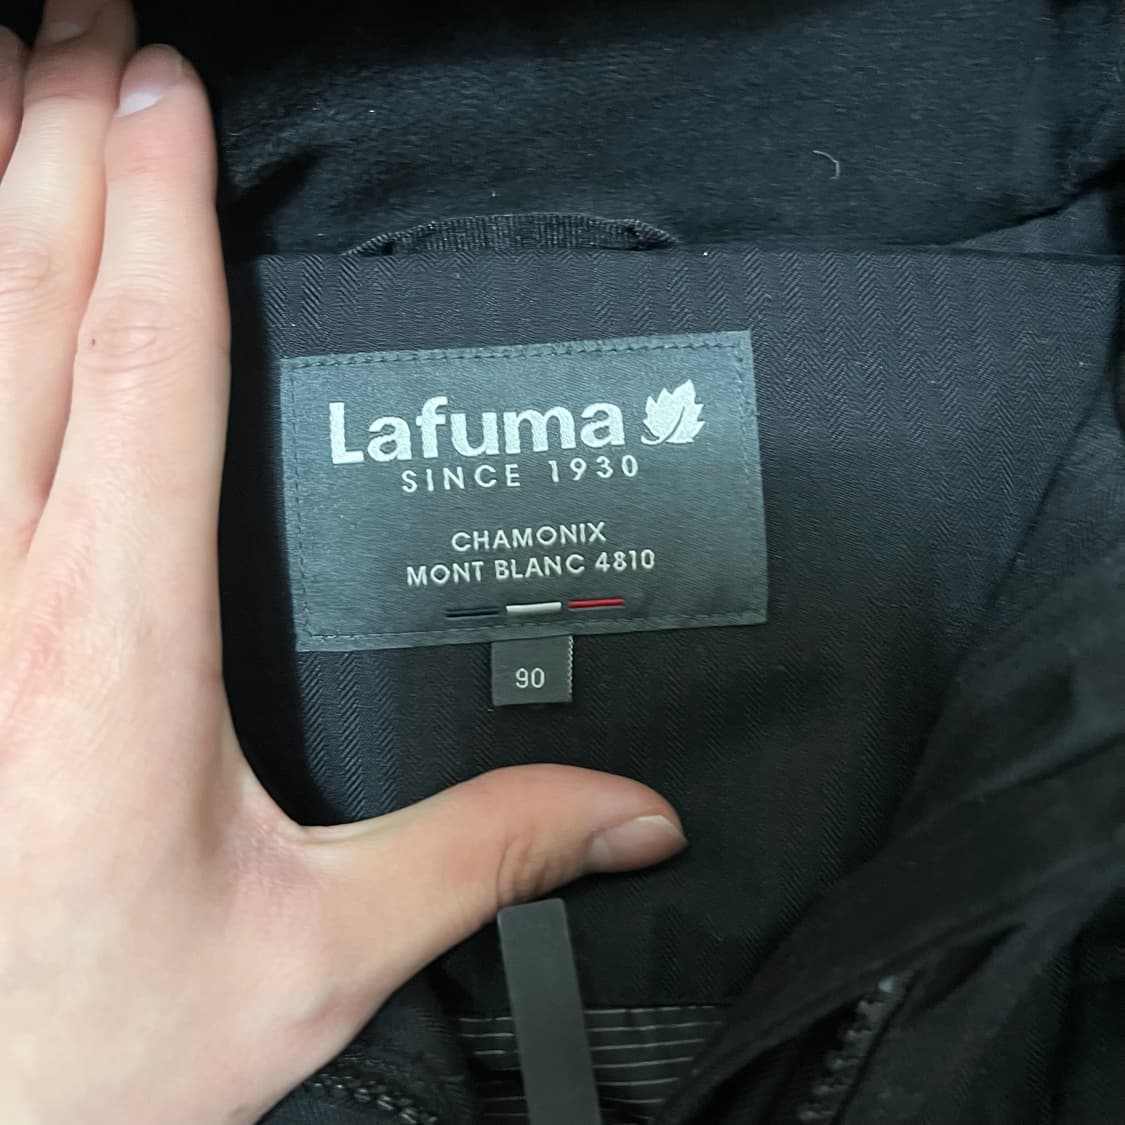 Lafuma
SINCE 1930
CHAMONIX
MONT BLANC 4810
90